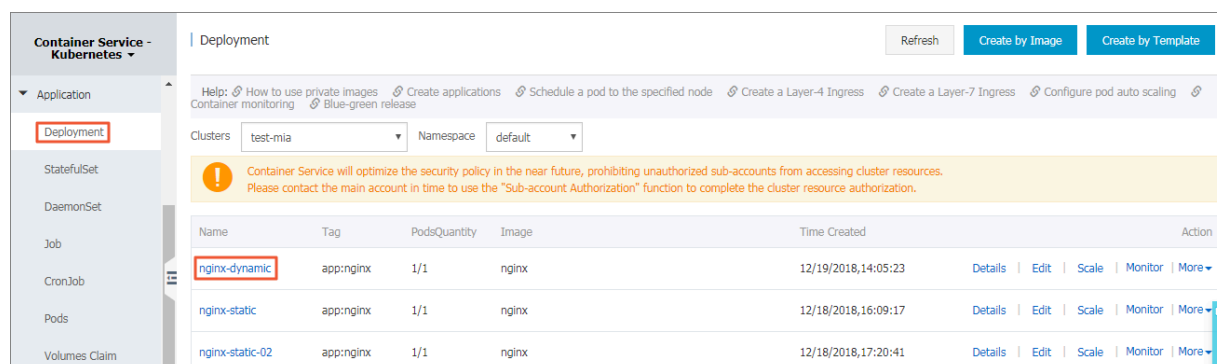 Container Service - Kubernetes
Deployment
Refresh
Create by Image
Create by Template
Application
Help: How to use private images Create applications Schedule a pod to the specified node Create a Layer-4 Ingress Create a Layer-7 Ingress Configure pod auto scaling
Container monitoring Blue-green release
Deployment
Clusters test-mia Namespace default
StatefulSet
Container Service will optimize the security policy in the near future, prohibiting unauthorized sub-accounts from accessing cluster resources.
Please contact the main account in time to use the "Sub-account Authorization" function to complete the cluster resource authorization.
DaemonSet
Name Tag PodsQuantity Image Time Created Action
Job
nginx-dynamic app:nginx 1/1 nginx 12/19/2018,14:05:23 Details | Edit | Scale | Monitor | More
CronJob
nginx-static app:nginx 1/1 nginx 12/18/2018,16:09:17 Details | Edit | Scale | Monitor | More
Pods
nginx-static-02 app:nginx 1/1 nginx 12/18/2018,17:20:41 Details | Edit | Scale | Monitor | More
Volumes Claim